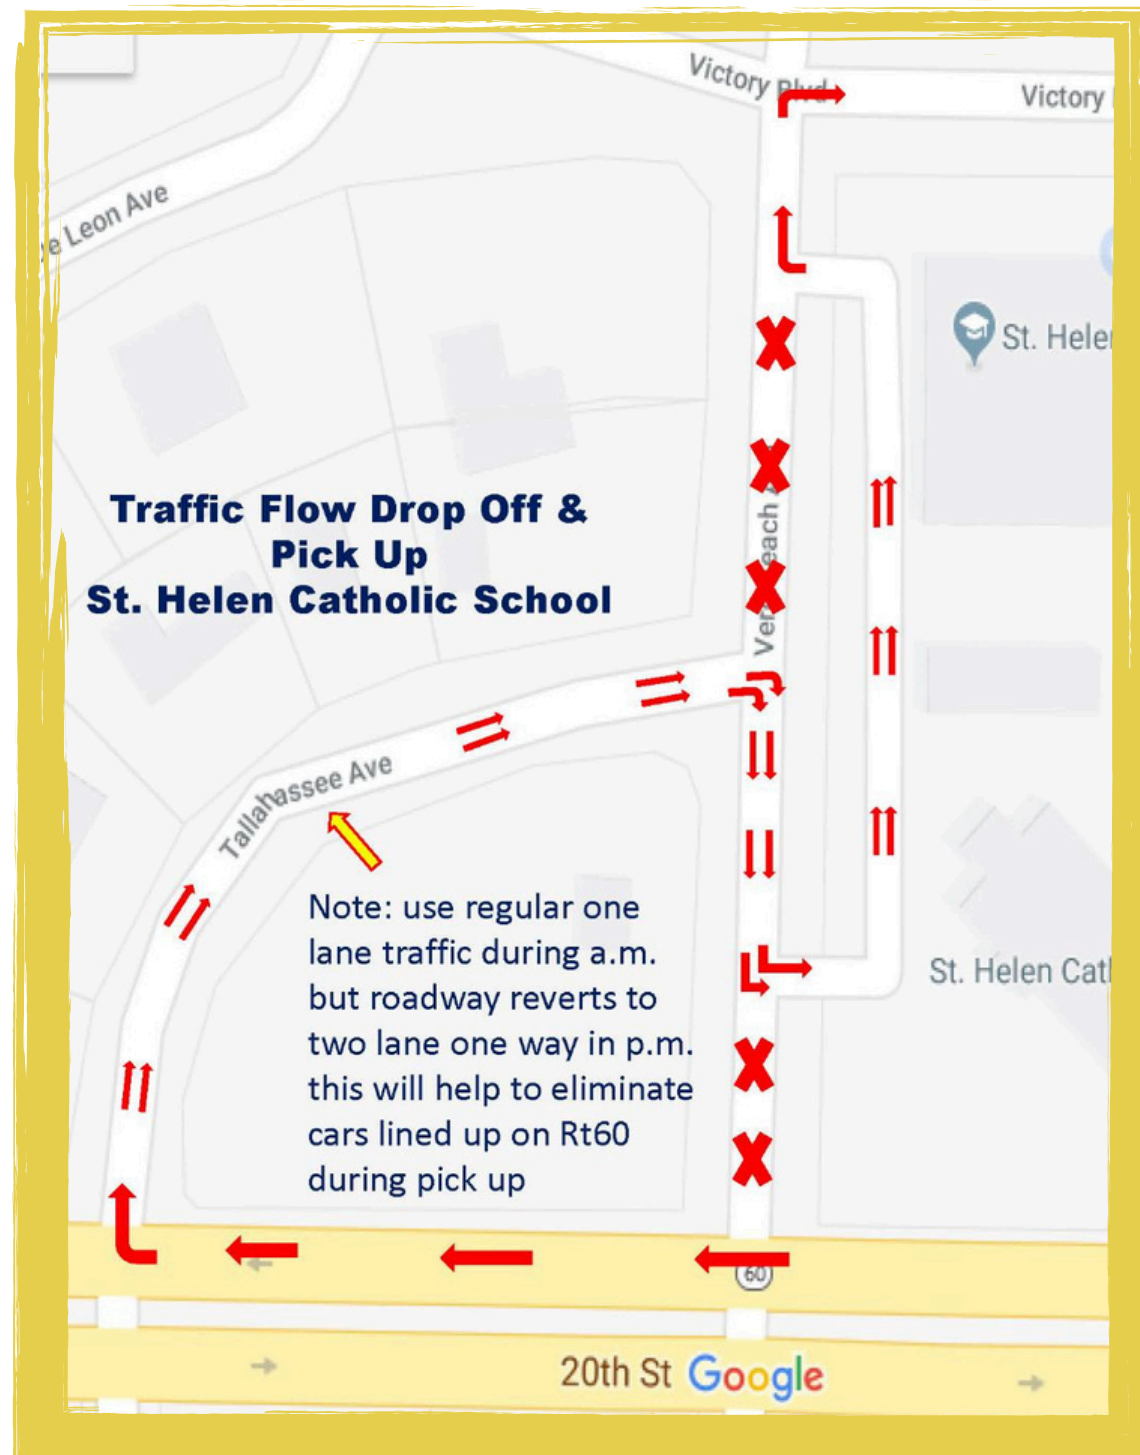 Victory Blvd
Victory
Leon Ave
St. Helen
Traffic Flow Drop Off &
Pick Up
St. Helen Catholic School
Tallahassee Ave
Note: use regular one
lane traffic during a.m.
but roadway reverts to
two lane one way in p.m.
this will help to eliminate
cars lined up on Rt60
during pick up
St. Helen
60
20th St Google